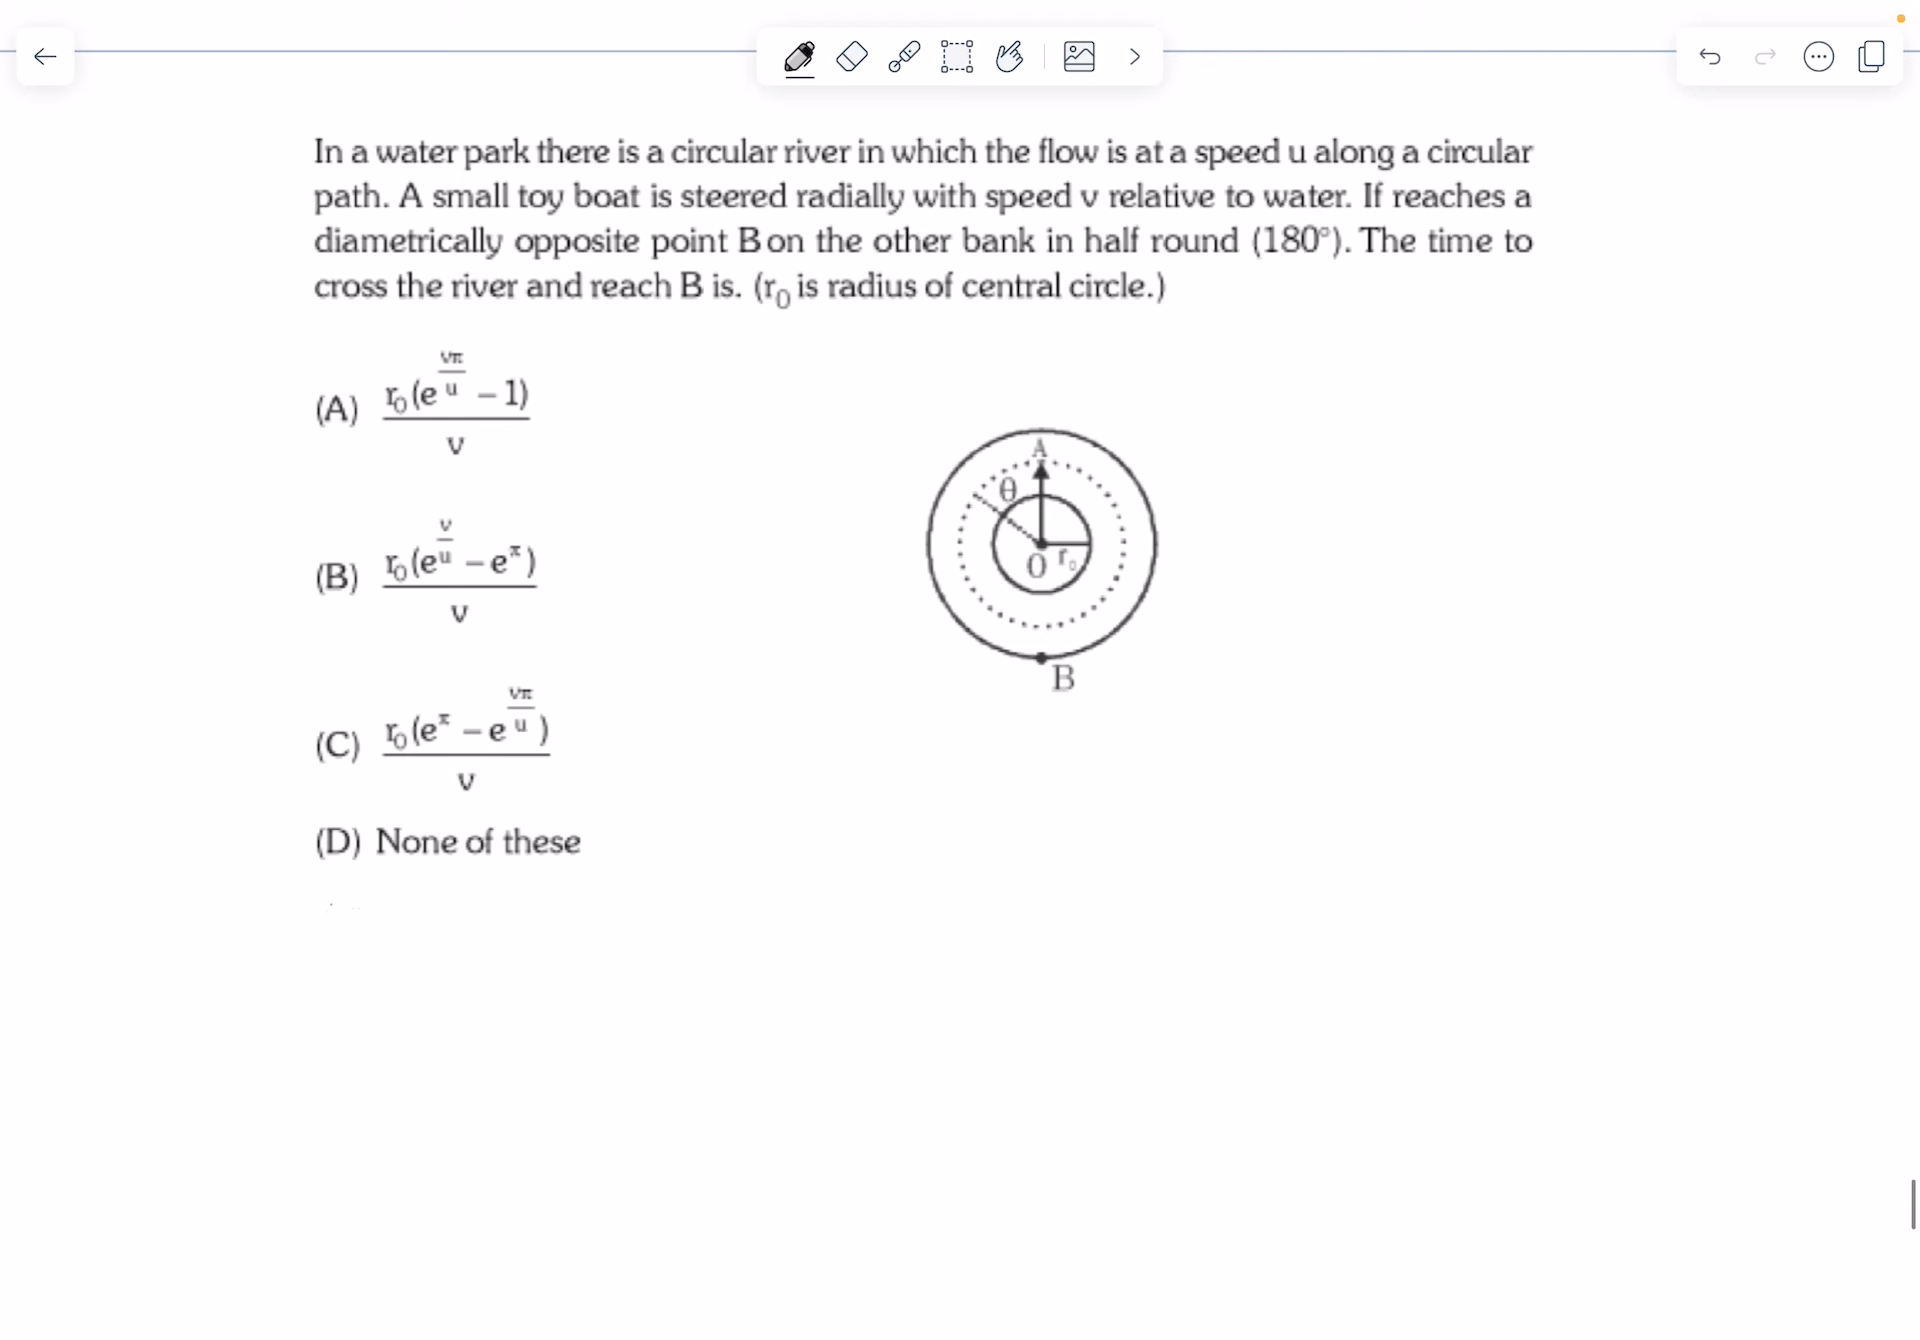 In a water park there is a circular river in which the flow is at a speed u along a circular
path. A small toy boat is steered radially with speed v relative to water. If reaches a
diametrically opposite point B on the other bank in half round (180°). The time to
cross the river and reach B is. (r₀ is radius of central circle.)
(A) r₀(e^(vπ/u) – 1) / v
(B) r₀(e^(v/u) – e^π) / v
(C) r₀(e^π – e^(vπ/u)) / v
(D) None of these
A
θ
O r₀
B